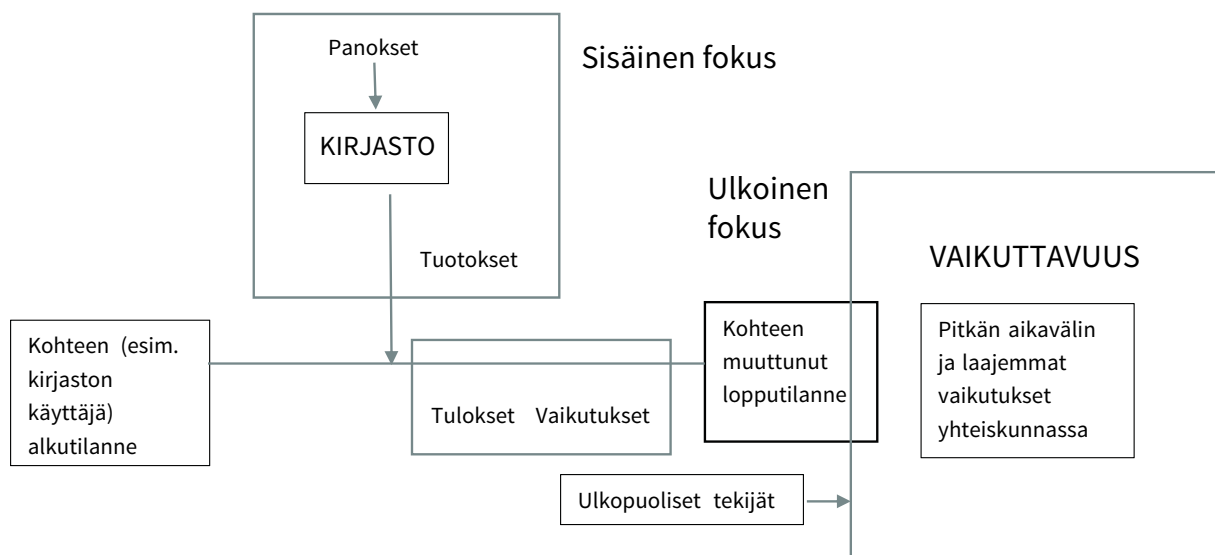 Panokset
Sisäinen fokus
KIRJASTO
Ulkoinen
fokus
Tuotokset
VAIKUTTAVUUS
Kohteen (esim.
kirjaston
käyttäjä)
alkutilanne
Tulokset Vaikutukset
Kohteen
muuttunut
lopputilanne
Pitkän aikavälin
ja laajemmat
vaikutukset
yhteiskunnassa
Ulkopuoliset tekijät